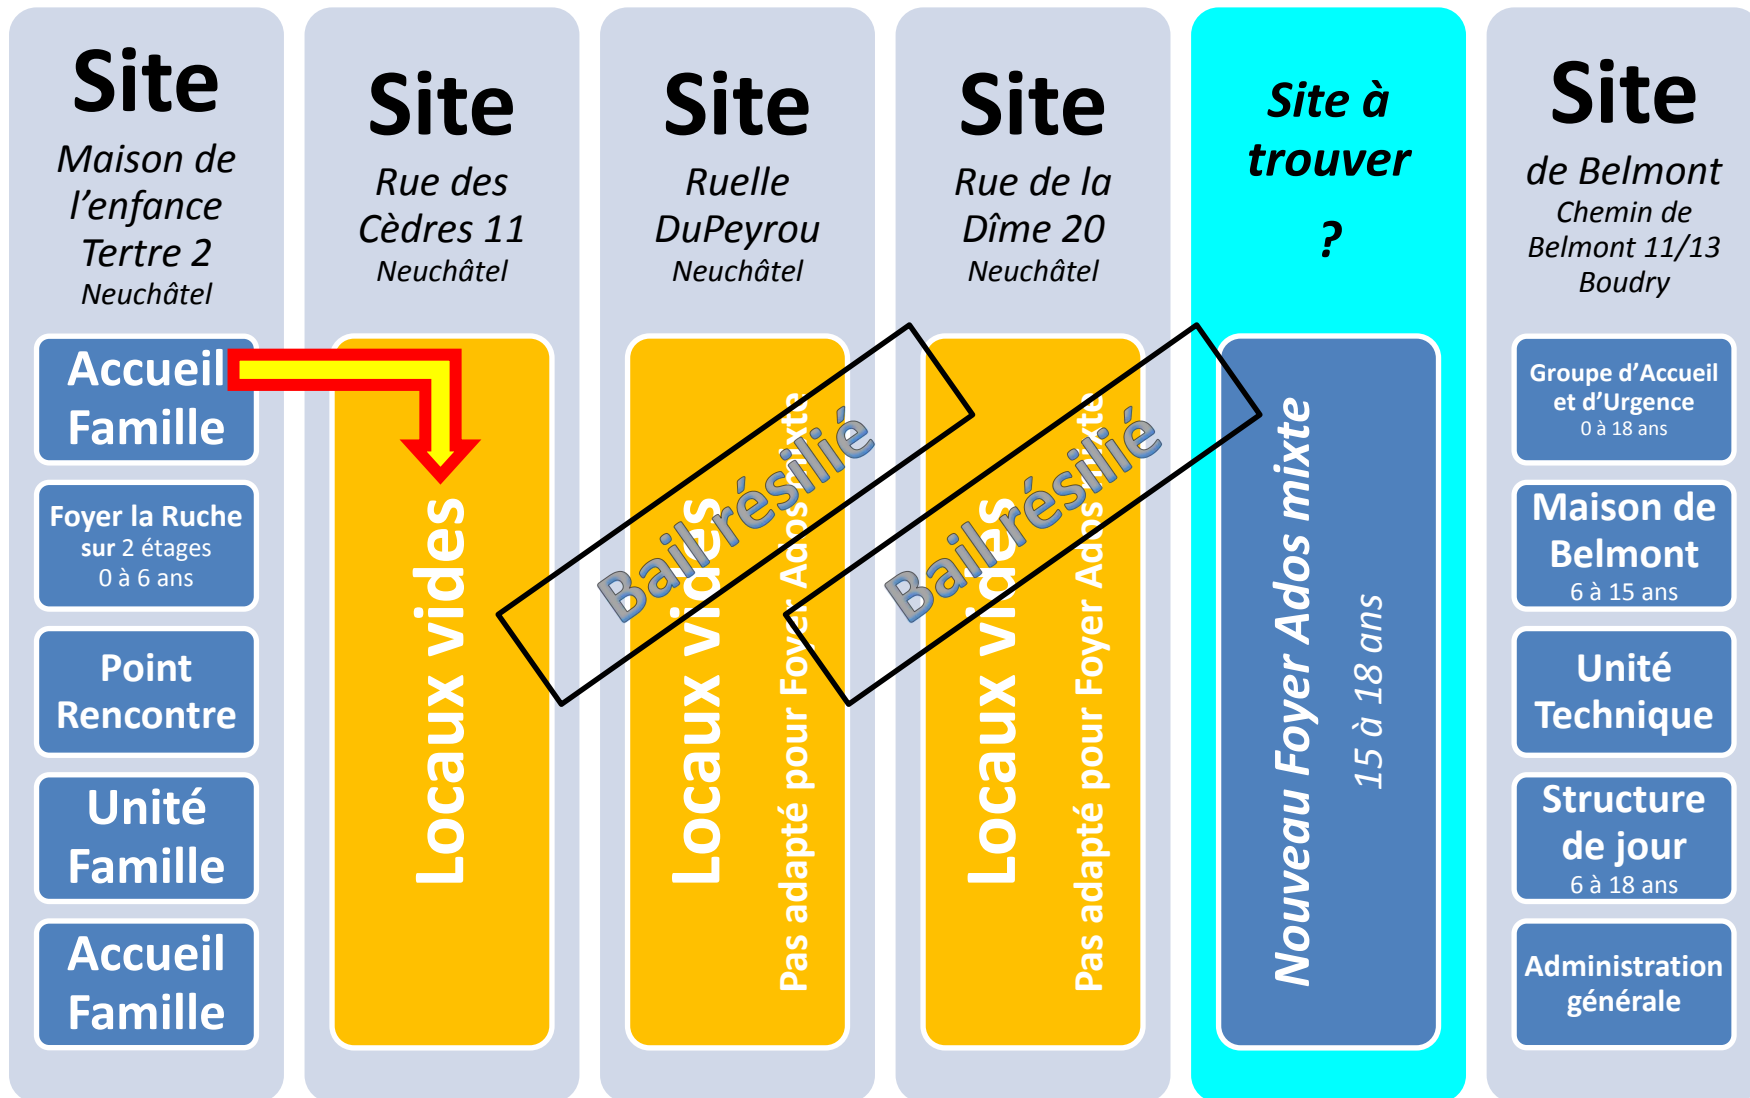 Site
Maison de
l'enfance
Tertre 2
Neuchâtel
Accueil
Famille
Foyer la Ruche
sur 2 étages
0 à 6 ans
Point
Rencontre
Unité
Famille
Accueil
Famille
Site
Rue des
Cèdres 11
Neuchâtel
Locaux vides
Site
Ruelle
DuPeyrou
Neuchâtel
Locaux vides
Pas adapté pour Foyer Ados mixte
Bail résilié
Site
Rue de la
Dîme 20
Neuchâtel
Locaux vides
Pas adapté pour Foyer Ados mixte
Bail résilié
Site à
trouver
?
Nouveau Foyer Ados mixte
15 à 18 ans
Site
de Belmont
Chemin de
Belmont 11/13
Boudry
Groupe d'Accueil
et d'Urgence
0 à 18 ans
Maison de
Belmont
6 à 15 ans
Unité
Technique
Structure
de jour
6 à 18 ans
Administration
générale